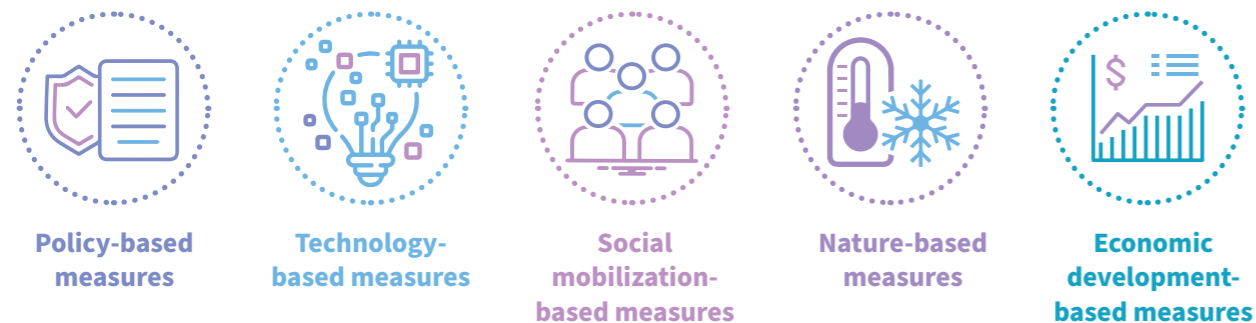 $
Policy-based
measures
Technology-
based measures
Social
mobilization-
based measures
Nature-based
measures
Economic
development-
based measures